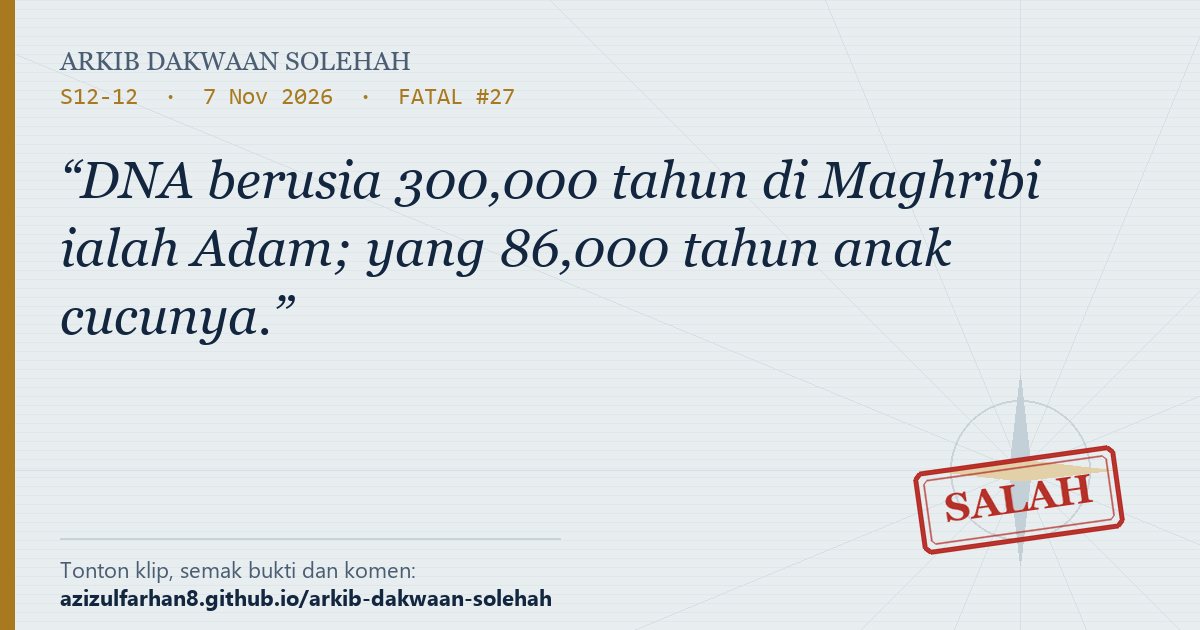 ARKIB DAKWAAN SOLEHAH
S12-12 · 7 Nov 2026 · FATAL #27
“DNA berusia 300,000 tahun di Maghribi
ialah Adam; yang 86,000 tahun anak
cucunya.”
SALAH
Tonton klip, semak bukti dan komen:
azizulfarhan8.github.io/arkib-dakwaan-solehah